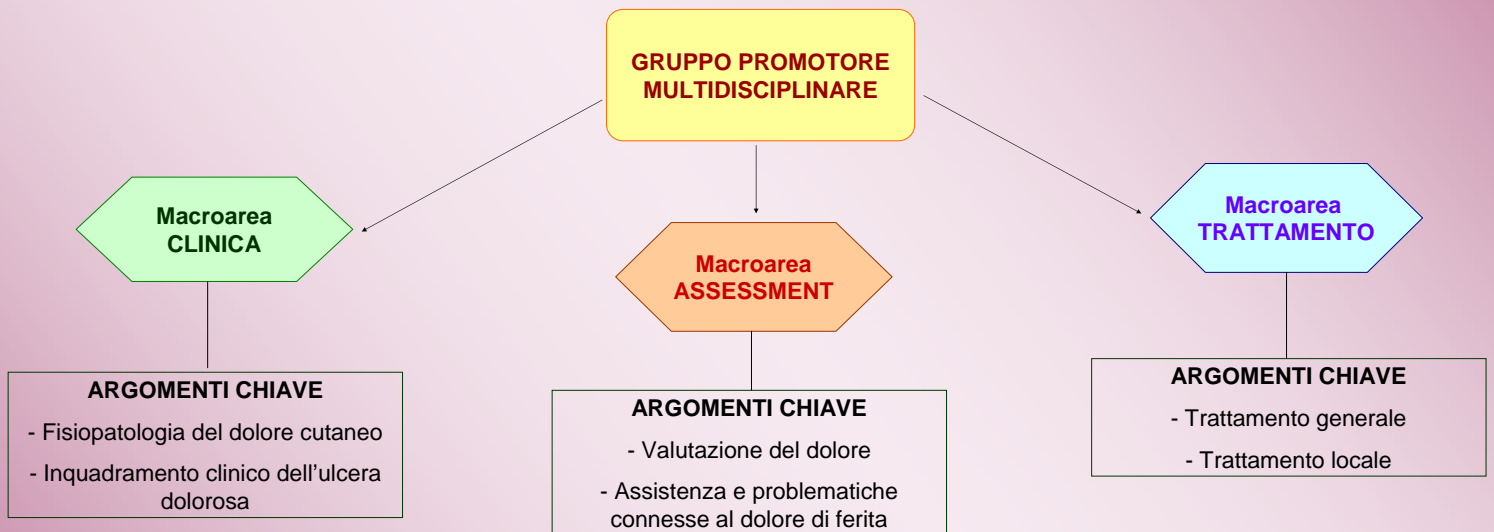 GRUPPO PROMOTORE
MULTIDISCIPLINARE
Macroarea
CLINICA
ARGOMENTI CHIAVE
- Fisiopatologia del dolore cutaneo
- Inquadramento clinico dell’ulcera
dolorosa
Macroarea
ASSESSMENT
ARGOMENTI CHIAVE
- Valutazione del dolore
- Assistenza e problematiche
connesse al dolore di ferita
Macroarea
TRATTAMENTO
ARGOMENTI CHIAVE
- Trattamento generale
- Trattamento locale